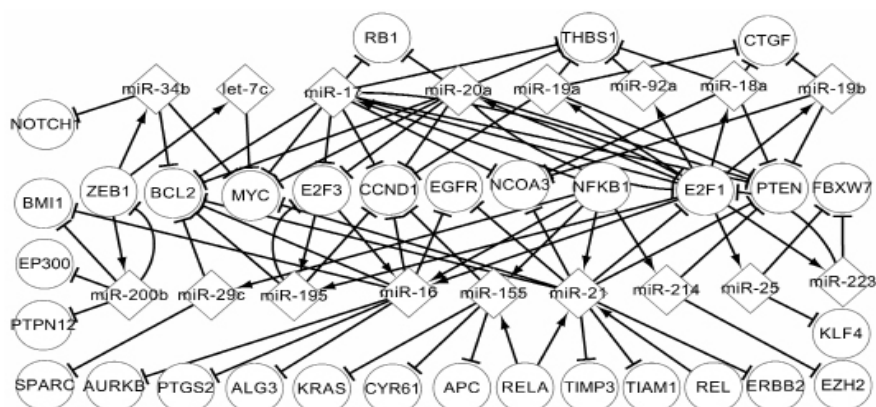 RB1 THBS1 CTGF
miR-34b let-7c miR-17 miR-20a miR-19a miR-92a miR-18a miR-19b
NOTCH1
ZEB1 BCL2 MYC E2F3 CCND1 EGFR NCOA3 NFKB1 E2F1 PTEN FBXW7
BMI1
EP300
miR-200b miR-29c miR-195 miR-16 miR-155 miR-21 miR-214 miR-25 miR-223
PTPN12 KLF4
SPARC AURKB PTGS2 ALG3 KRAS CYR61 APC RELA TIMP3 TIAM1 REL ERBB2 EZH2